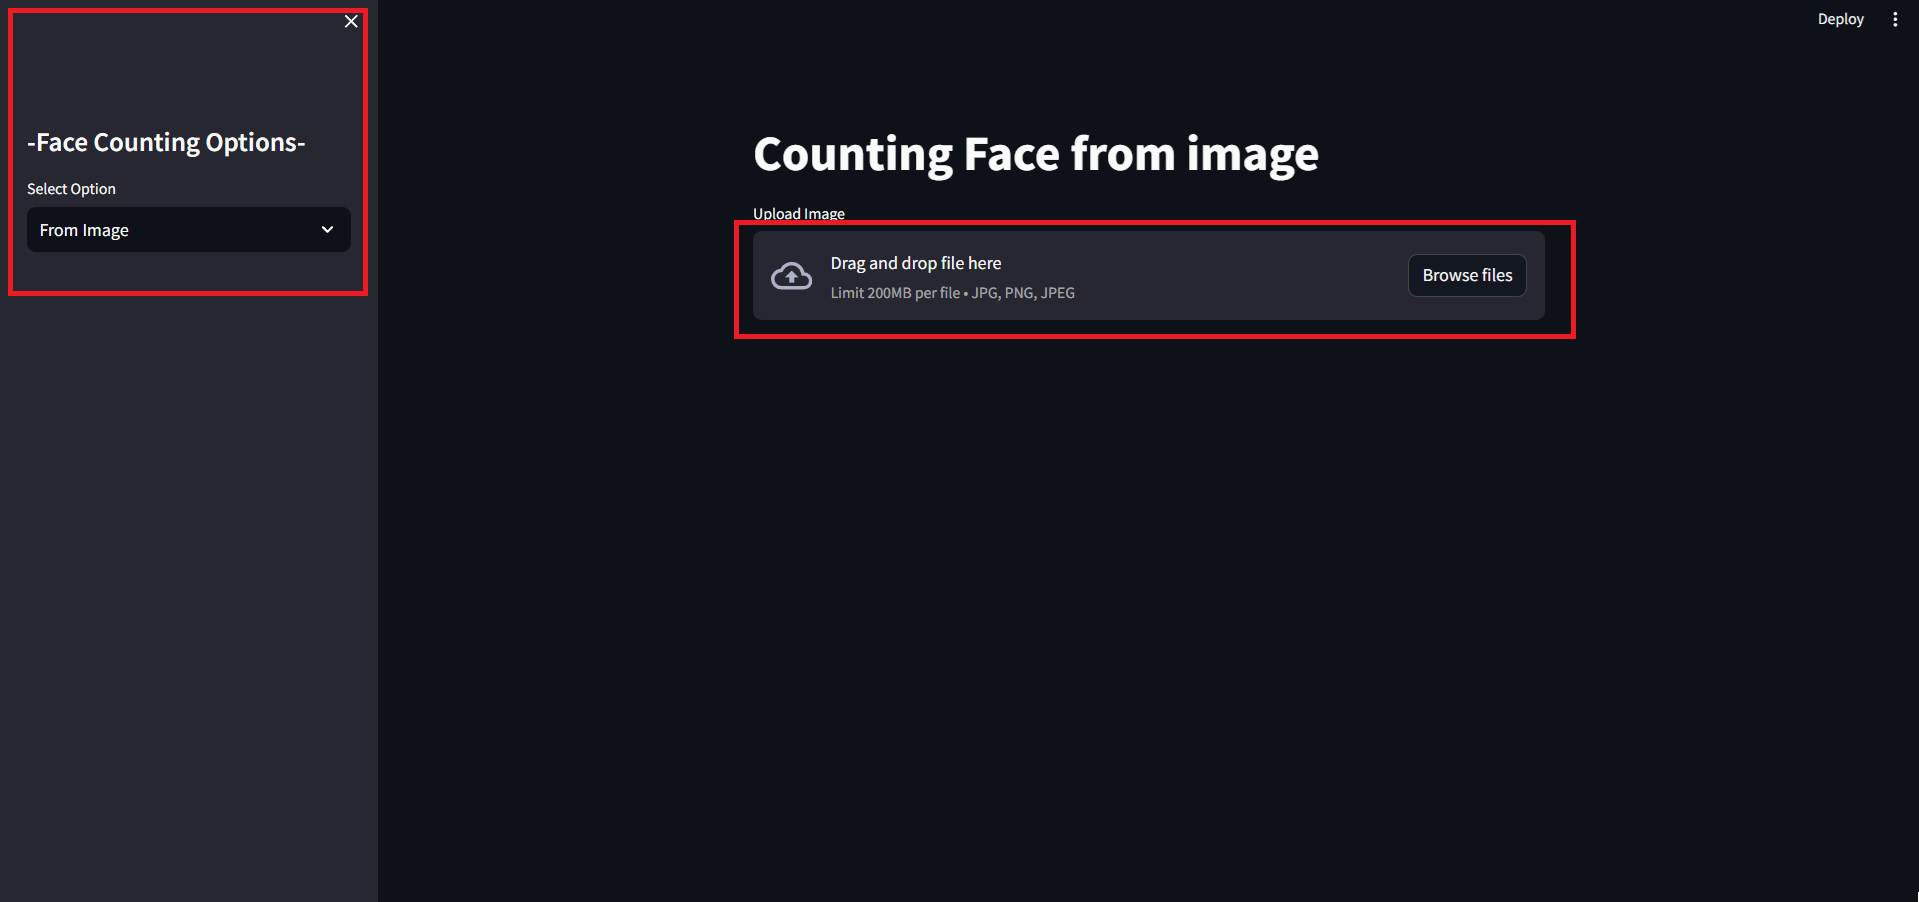 Deploy
-Face Counting Options-
Select Option
From Image
Counting Face from image
Upload Image
Drag and drop file here
Limit 200MB per file • JPG, PNG, JPEG
Browse files